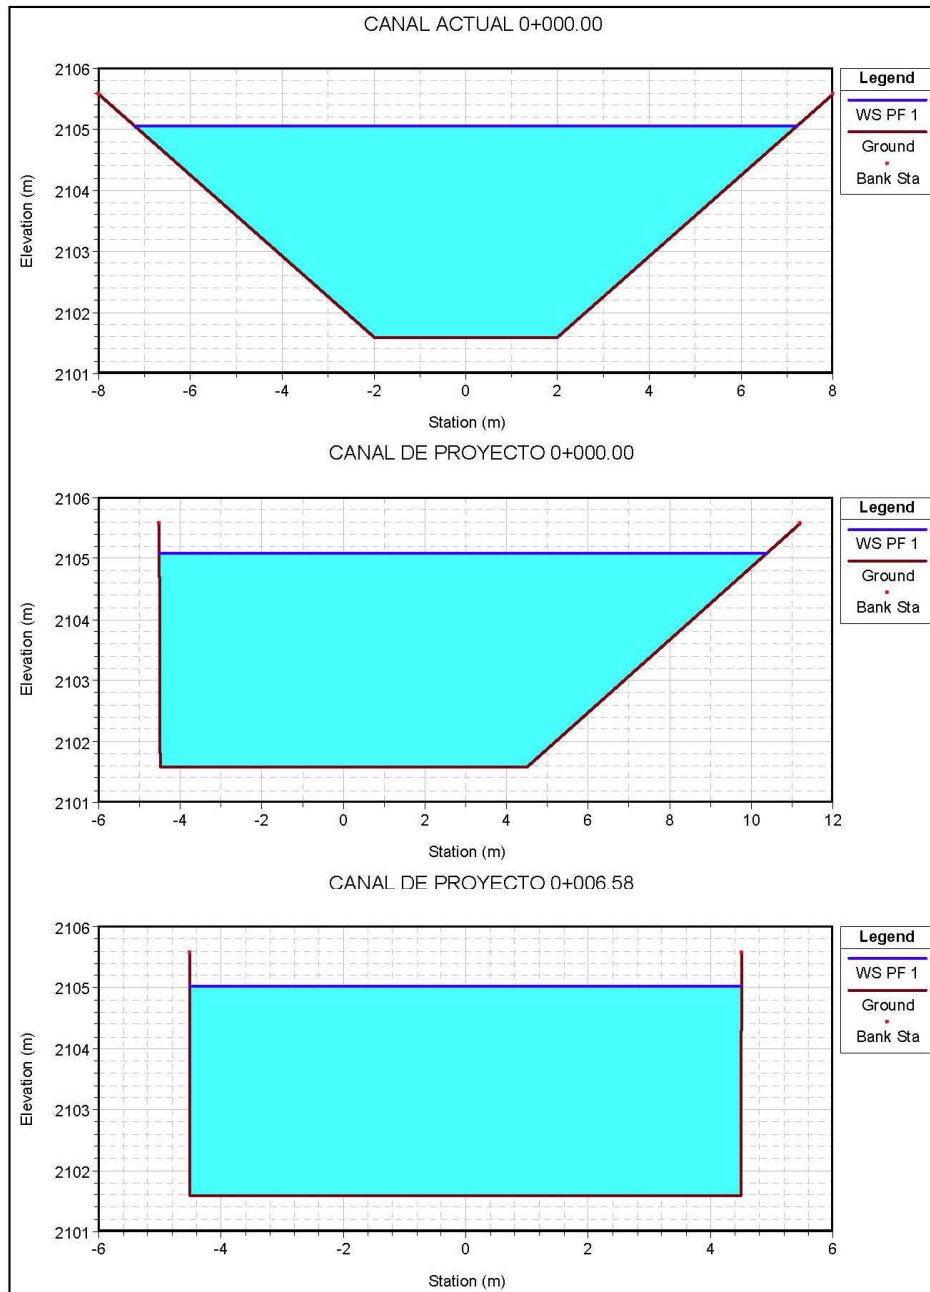 CANAL ACTUAL 0+000.00
2106
2105
2104
2103
2102
2101
Elevation (m)
-8
-6
-4
-2
0
2
4
6
8
Station (m)
Legend
WS PF 1
Ground
Bank Sta
CANAL DE PROYECTO 0+000.00
2106
2105
2104
2103
2102
2101
Elevation (m)
-6
-4
-2
0
2
4
6
8
10
12
Station (m)
Legend
WS PF 1
Ground
Bank Sta
CANAL DE PROYECTO 0+006.58
2106
2105
2104
2103
2102
2101
Elevation (m)
-6
-4
-2
0
2
4
6
Station (m)
Legend
WS PF 1
Ground
Bank Sta